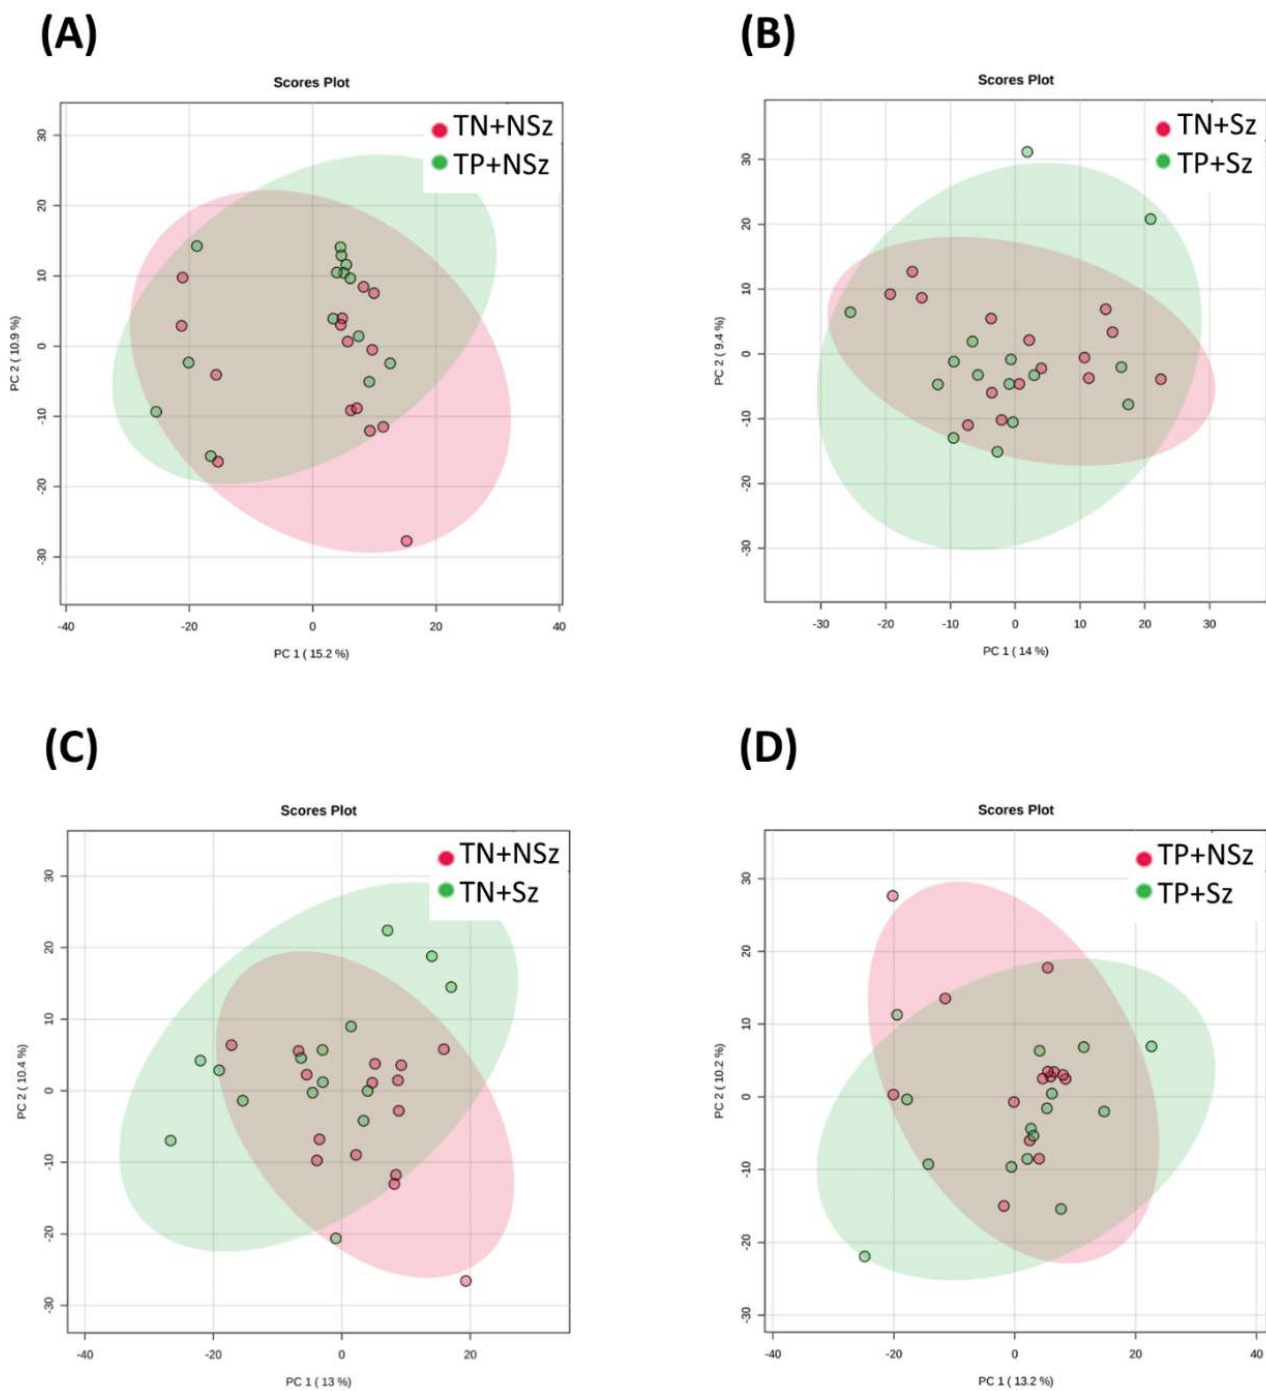 (A)
Scores Plot
TN+NSz
TP+NSz
30
20
10
0
-10
-20
-30
PC 2 ( 10.9 %)
-40
-20
0
20
40
PC 1 ( 15.2 %)
(B)
Scores Plot
TN+Sz
TP+Sz
30
20
10
0
-10
-20
-30
PC 2 ( 9.4 %)
-30
-20
-10
0
10
20
30
PC 1 ( 14 %)
(C)
Scores Plot
TN+NSz
TN+Sz
30
20
10
0
-10
-20
-30
PC 2 ( 10.4 %)
-40
-20
0
20
PC 1 ( 13 %)
(D)
Scores Plot
TP+NSz
TP+Sz
30
20
10
0
-10
-20
-30
PC 2 ( 10.2 %)
-40
-20
0
20
40
PC 1 ( 13.2 %)